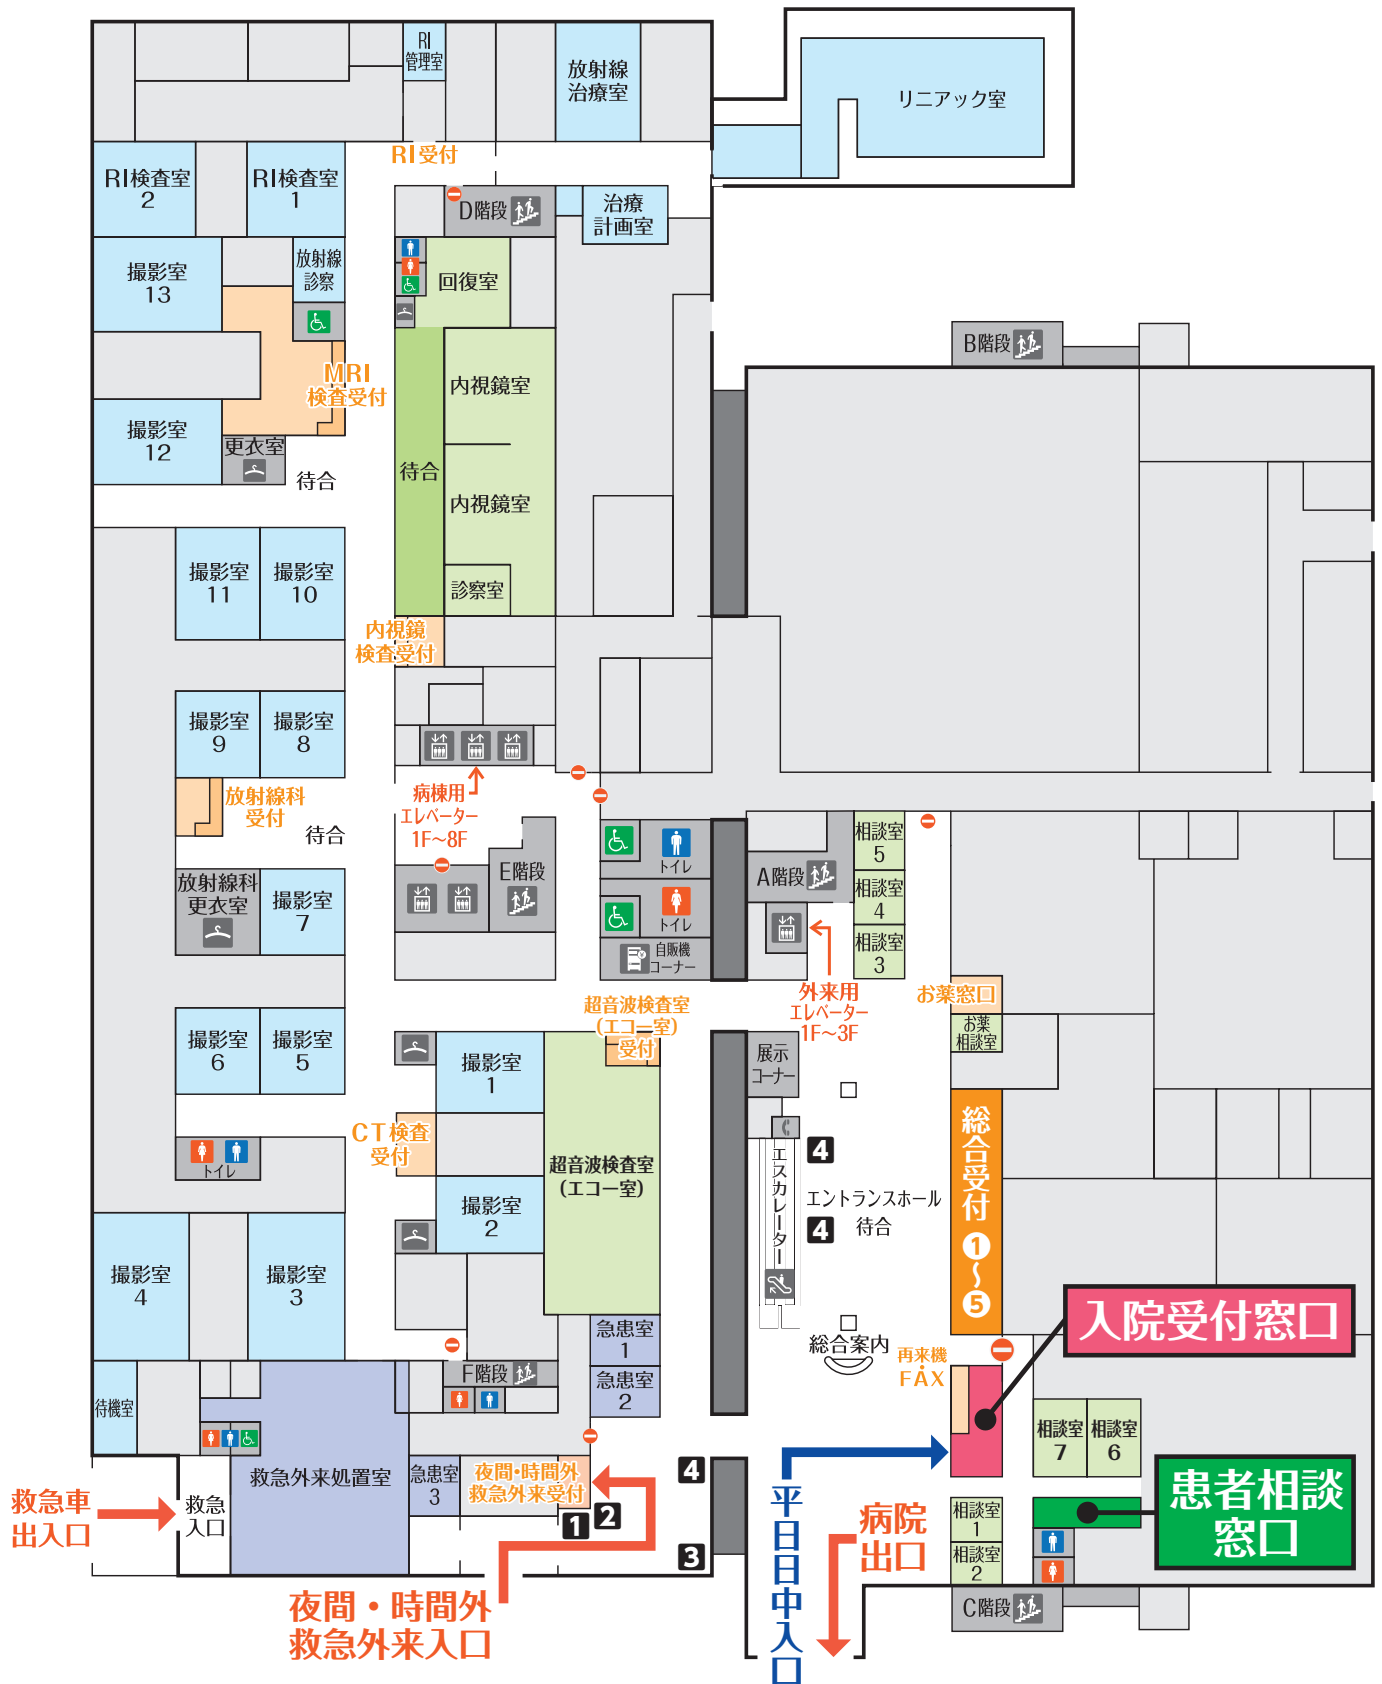 RI
管理室
放射線
治療室
リニアック室
RI受付
RI検査室
2
RI検査室
1
D階段
治療
計画室
撮影室
13
放射線
診察
回復室
B階段
MRI
検査受付
内視鏡室
撮影室
12
更衣室
待合
待合
内視鏡室
診察室
撮影室
11
撮影室
10
内視鏡
検査受付
撮影室
9
撮影室
8
放射線科
受付
待合
病棟用
エレベーター
1F～8F
トイレ
E階段
A階段
相談室
5
相談室
4
相談室
3
放射線科
更衣室
撮影室
7
トイレ
自販機
コーナー
外来用
エレベーター
1F～3F
お薬窓口
お薬
相談室
超音波検査室
(エコー室)
受付
撮影室
6
撮影室
5
撮影室
1
展示
コーナー
CT検査
受付
トイレ
超音波検査室
(エコー室)
撮影室
2
エスカレーター
4
エントランスホール
待合
4
総合受付
1
～
5
撮影室
4
撮影室
3
入院受付窓口
急患室
1
急患室
2
総合案内
再来機
FAX
F階段
待機室
相談室
7
相談室
6
救急外来処置室
急患室
3
夜間・時間外
救急外来受付
4
1
2
3
救急車
出入口
救急
入口
平日日中入口
病院
出口
相談室
1
相談室
2
患者相談
窓口
C階段
夜間・時間外
救急外来入口